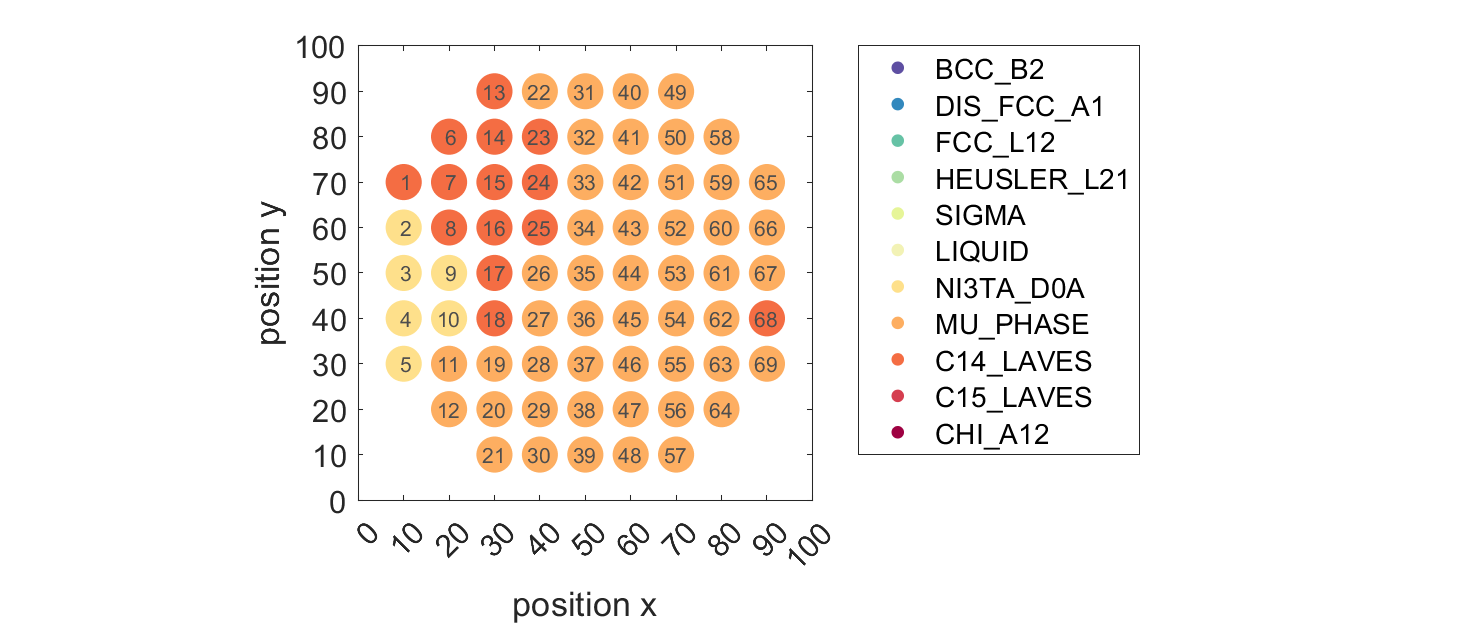 100
90
80
70
60
50
40
30
20
10
0
position y
13 22 31 40 49
6 14 23 32 41 50 58
1 7 15 24 33 42 51 59 65
2 8 16 25 34 43 52 60 66
3 9 17 26 35 44 53 61 67
4 10 18 27 36 45 54 62 68
5 11 19 28 37 46 55 63 69
12 20 29 38 47 56 64
21 30 39 48 57
0 10 20 30 40 50 60 70 80 90 100
position x
BCC_B2
DIS_FCC_A1
FCC_L12
HEUSLER_L21
SIGMA
LIQUID
NI3TA_D0A
MU_PHASE
C14_LAVES
C15_LAVES
CHI_A12